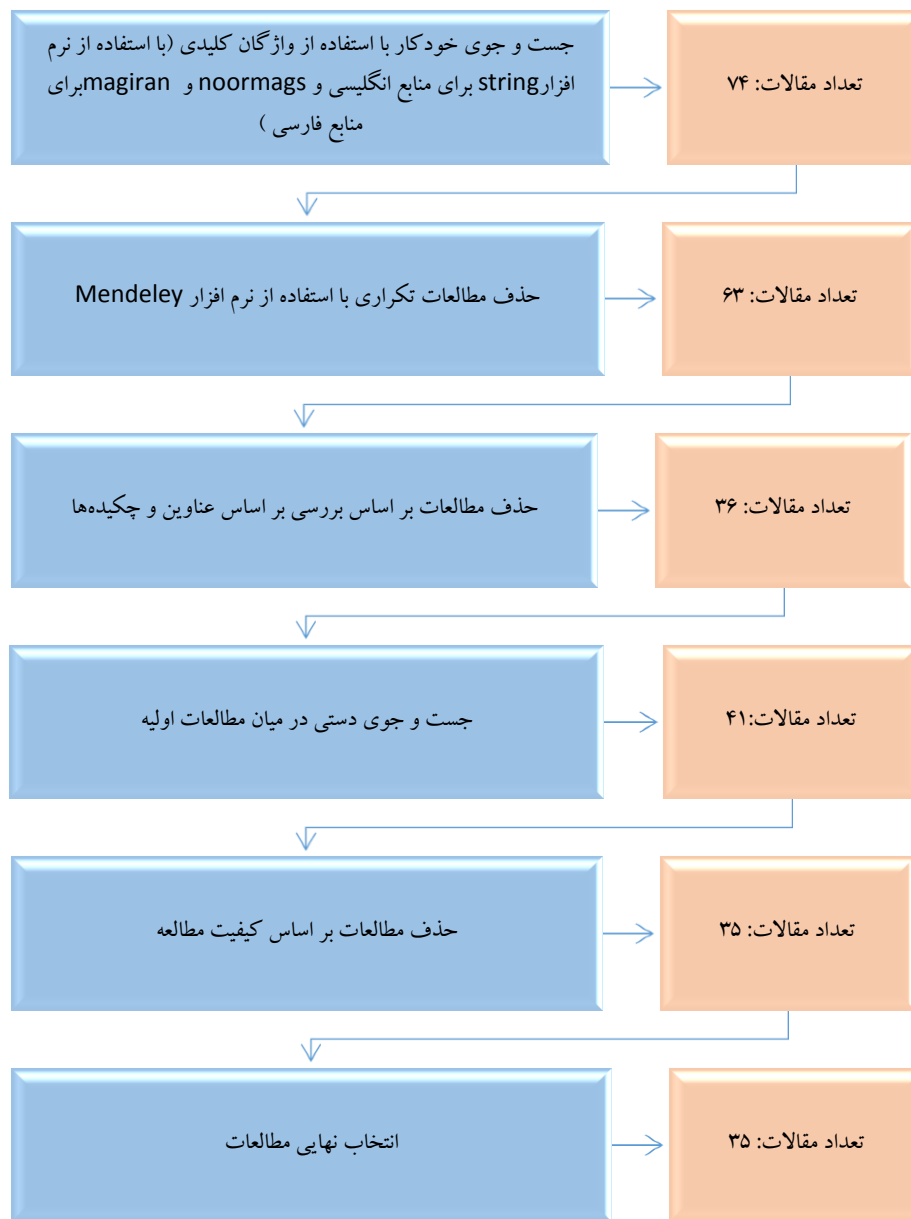 جست و جوی خودکار با استفاده از واژگان کلیدی (با استفاده از نرم
افزارstring برای منابع انگلیسی و noormags و magiranبرای
منابع فارسی )
تعداد مقالات: ۷۴
حذف مطالعات تکراری با استفاده از نرم افزار Mendeley
تعداد مقالات: ۶۳
حذف مطالعات بر اساس بررسی بر اساس عناوین و چکیده‌ها
تعداد مقالات: ۳۶
جست و جوی دستی در میان مطالعات اولیه
تعداد مقالات:۴۱
حذف مطالعات بر اساس کیفیت مطالعه
تعداد مقالات: ۳۵
انتخاب نهایی مطالعات
تعداد مقالات: ۳۵